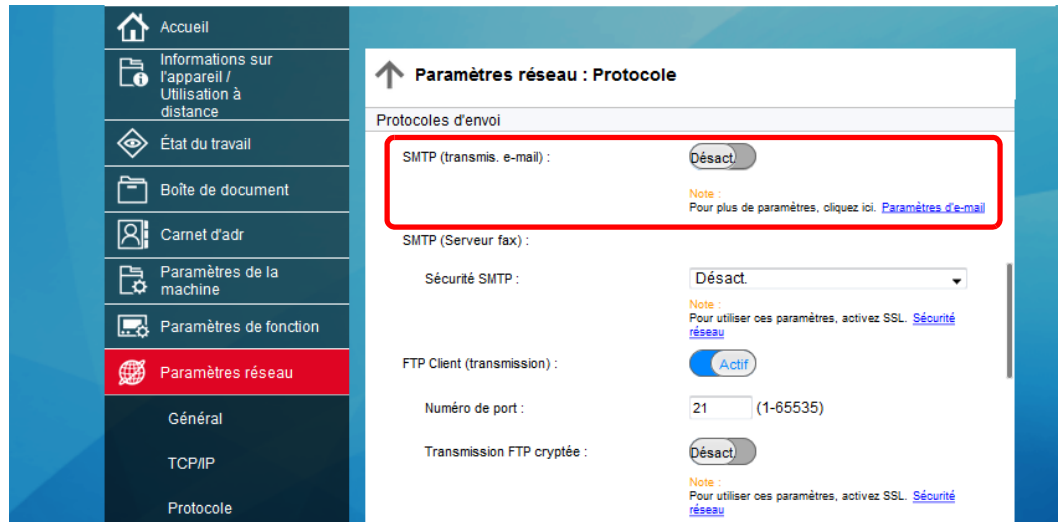 Accueil
Informations sur
l'appareil /
Utilisation à
distance
État du travail
Boîte de document
Carnet d'adr
Paramètres de la
machine
Paramètres de fonction
Paramètres réseau
Général
TCP/IP
Protocole
Paramètres réseau : Protocole
Protocoles d'envoi
SMTP (transmis. e-mail) :
Désact.
Note :
Pour plus de paramètres, cliquez ici. Paramètres d'e-mail
SMTP (Serveur fax) :
Sécurité SMTP :
Désact.
Note :
Pour utiliser ces paramètres, activez SSL. Sécurité
réseau
FTP Client (transmission) :
Actif
Numéro de port :
21 (1-65535)
Transmission FTP cryptée :
Désact.
Note :
Pour utiliser ces paramètres, activez SSL. Sécurité
réseau